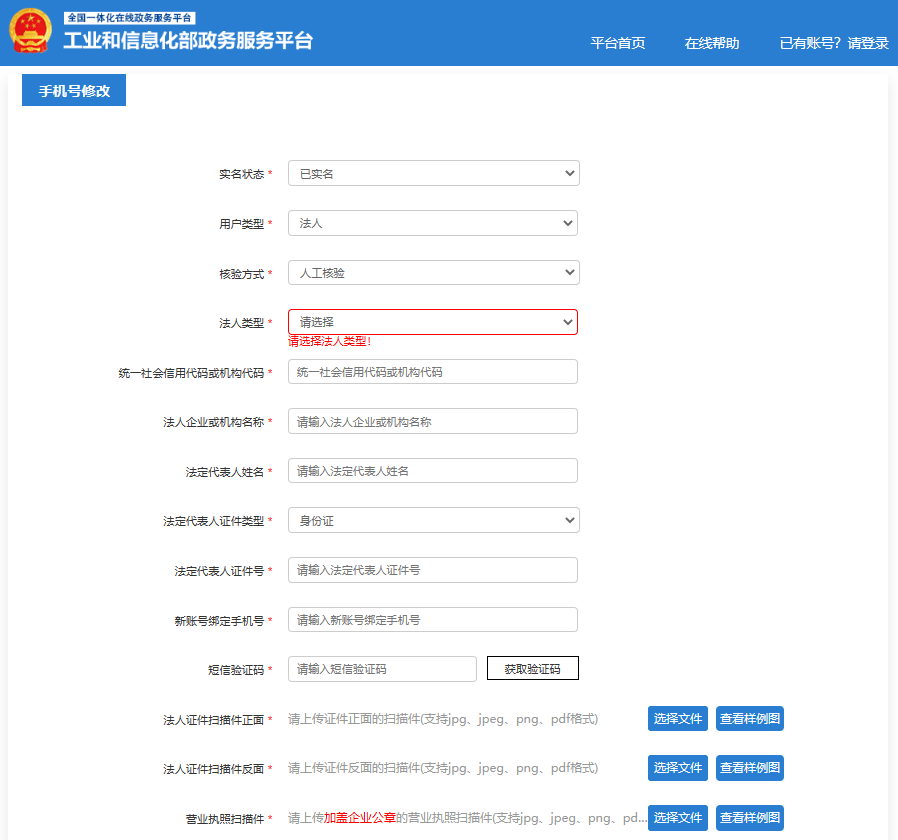 全国一体化在线政务服务平台
工业和信息化部政务服务平台
平台首页 在线帮助 已有账号？请登录
手机号修改
实名状态 * 已实名
用户类型 * 法人
核验方式 * 人工核验
法人类型 * 请选择
请选择法人类型！
统一社会信用代码或机构代码 * 统一社会信用代码或机构代码
法人企业或机构名称 * 请输入法人企业或机构名称
法定代表人姓名 * 请输入法定代表人姓名
法定代表人证件类型 * 身份证
法定代表人证件号 * 请输入法定代表人证件号
新账号绑定手机号 * 请输入新账号绑定手机号
短信验证码 * 请输入短信验证码 获取验证码
法人证件扫描件正面 * 请上传证件正面的扫描件(支持jpg、jpeg、png、pdf格式) 选择文件 查看样例图
法人证件扫描件反面 * 请上传证件反面的扫描件(支持jpg、jpeg、png、pdf格式) 选择文件 查看样例图
营业执照扫描件 * 请上传加盖企业公章的营业执照扫描件(支持jpg、jpeg、png、pd... 选择文件 查看样例图